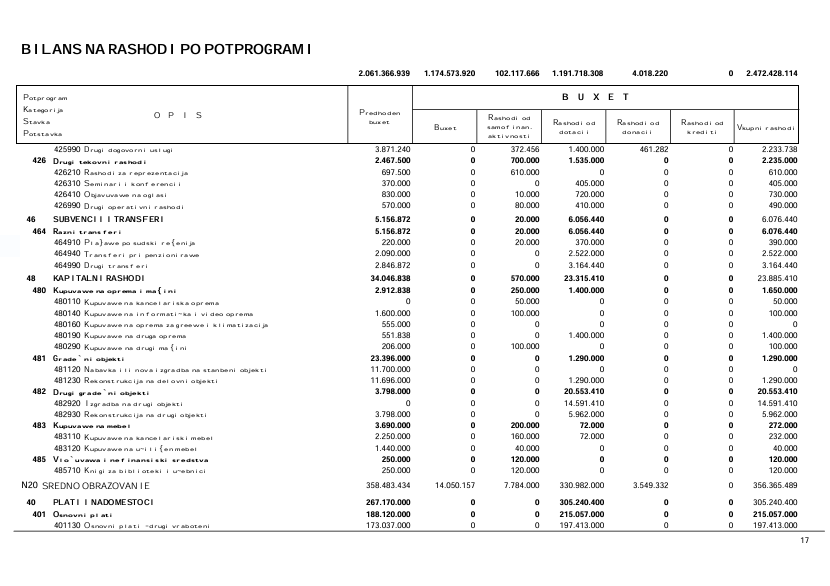 BILANS NA RASHODI PO POTPROGRAMI
2.061.366.939 1.174.573.920 102.117.666 1.191.718.308 4.018.220 0 2.472.428.114
Potprogram
Kategorija
Stavka
Potstavka
O P I S
Predhoden buxet
B U X E T
Buxet
Rashodi od samofinan. aktivnosti
Rashodi od dotacii
Rashodi od donacii
Rashodi od krediti
Vkupni rashodi
425990 Drugi dogovorni uslugi 3.871.240 0 372.456 1.400.000 461.282 0 2.233.738
426 Drugi tekovni rashodi 2.467.500 0 700.000 1.535.000 0 0 2.235.000
426210 Rashodi za reprezentacija 697.500 0 610.000 0 0 0 610.000
426310 Seminari i konferencii 370.000 0 0 405.000 0 0 405.000
426410 Objavuvawe na oglasi 830.000 0 10.000 720.000 0 0 730.000
426990 Drugi operativni rashodi 570.000 0 80.000 410.000 0 0 490.000
46 SUBVENCII I TRANSFERI 5.156.872 0 20.000 6.056.440 0 0 6.076.440
464 Razni transferi 5.156.872 0 20.000 6.056.440 0 0 6.076.440
464910 Pla}awe po sudski re{enija 220.000 0 20.000 370.000 0 0 390.000
464940 Transferi pri penzionirawe 2.090.000 0 0 2.522.000 0 0 2.522.000
464990 Drugi transferi 2.846.872 0 0 3.164.440 0 0 3.164.440
48 KAPITALNI RASHODI 34.046.838 0 570.000 23.315.410 0 0 23.885.410
480 Kupuvawe na oprema i ma{ini 2.912.838 0 250.000 1.400.000 0 0 1.650.000
480110 Kupuvawe na kancelariska oprema 0 0 50.000 0 0 0 50.000
480140 Kupuvawe na informati~ka i video oprema 1.600.000 0 100.000 0 0 0 100.000
480160 Kupuvawe na oprema za greewe i klimatizacija 555.000 0 0 0 0 0 0
480190 Kupuvawe na druga oprema 551.838 0 0 1.400.000 0 0 1.400.000
480290 Kupuvawe na drugi ma{ini 206.000 0 100.000 0 0 0 100.000
481 Grade`ni objekti 23.396.000 0 0 1.290.000 0 0 1.290.000
481120 Nabavka ili nova izgradba na stanbeni objekti 11.700.000 0 0 0 0 0 0
481230 Rekonstrukcija na delovni objekti 11.696.000 0 0 1.290.000 0 0 1.290.000
482 Drugi grade`ni objekti 3.798.000 0 0 20.553.410 0 0 20.553.410
482920 Izgradba na drugi objekti 0 0 0 14.591.410 0 0 14.591.410
482930 Rekonstrukcija na drugi objekti 3.798.000 0 0 5.962.000 0 0 5.962.000
483 Kupuvawe na mebel 3.690.000 0 200.000 72.000 0 0 272.000
483110 Kupuvawe na kancelariski mebel 2.250.000 0 160.000 72.000 0 0 232.000
483120 Kupuvawe na u~ili{en mebel 1.440.000 0 40.000 0 0 0 40.000
485 Vlo`uvawa i nefinansiski sredstva 250.000 0 120.000 0 0 0 120.000
485710 Knigi za biblioteki i u~ebnici 250.000 0 120.000 0 0 0 120.000
N20 SREDNO OBRAZOVANIE 358.483.434 14.050.157 7.784.000 330.982.000 3.549.332 0 356.365.489
40 PLATI I NADOMESTOCI 267.170.000 0 0 305.240.400 0 0 305.240.400
401 Osnovni plati 188.120.000 0 0 215.057.000 0 0 215.057.000
401130 Osnovni plati -drugi vraboteni 173.037.000 0 0 197.413.000 0 0 197.413.000
17